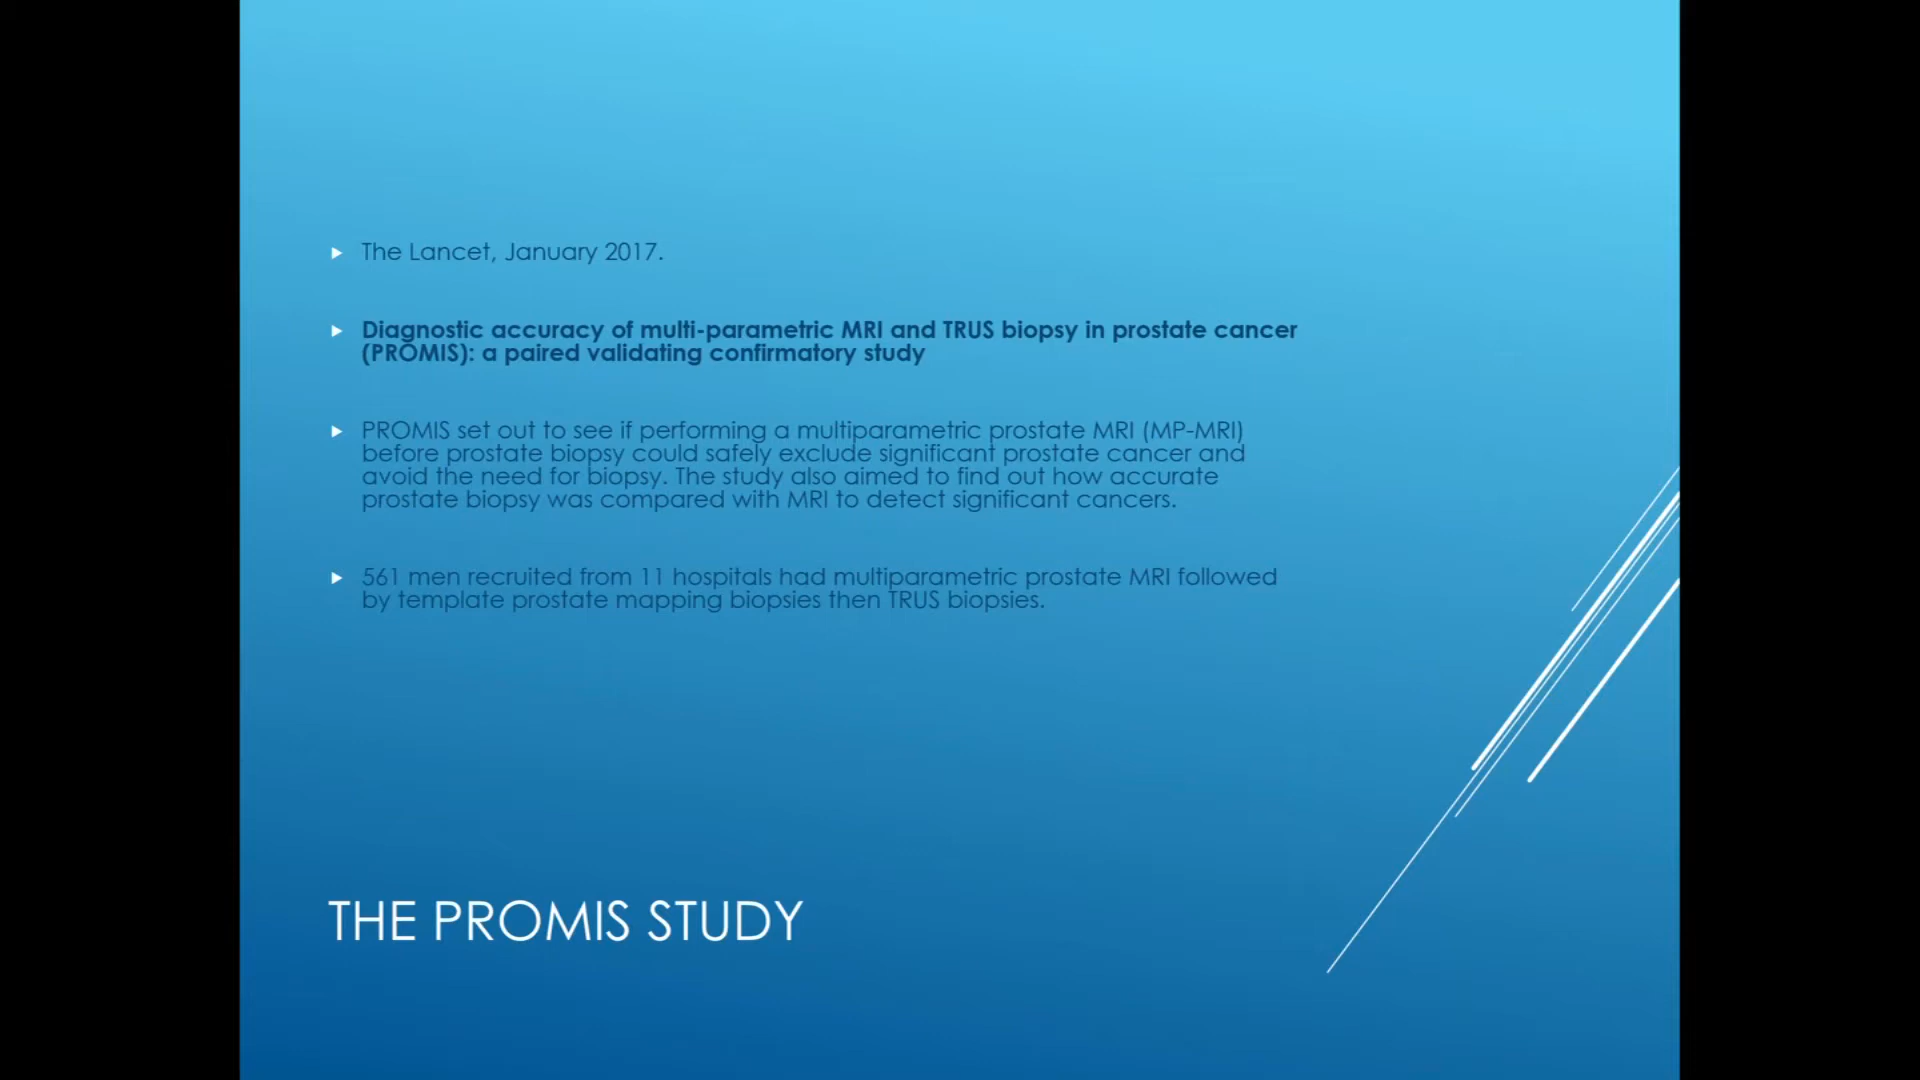 The Lancet, January 2017.
Diagnostic accuracy of multi-parametric MRI and TRUS biopsy in prostate cancer
(PROMIS): a paired validating confirmatory study
PROMIS set out to see if performing a multiparametric prostate MRI (MP-MRI)
before prostate biopsy could safely exclude significant prostate cancer and
avoid the need for biopsy. The study also aimed to find out how accurate
prostate biopsy was compared with MRI to detect significant cancers.
561 men recruited from 11 hospitals had multiparametric prostate MRI followed
by template prostate mapping biopsies then TRUS biopsies.
THE PROMIS STUDY